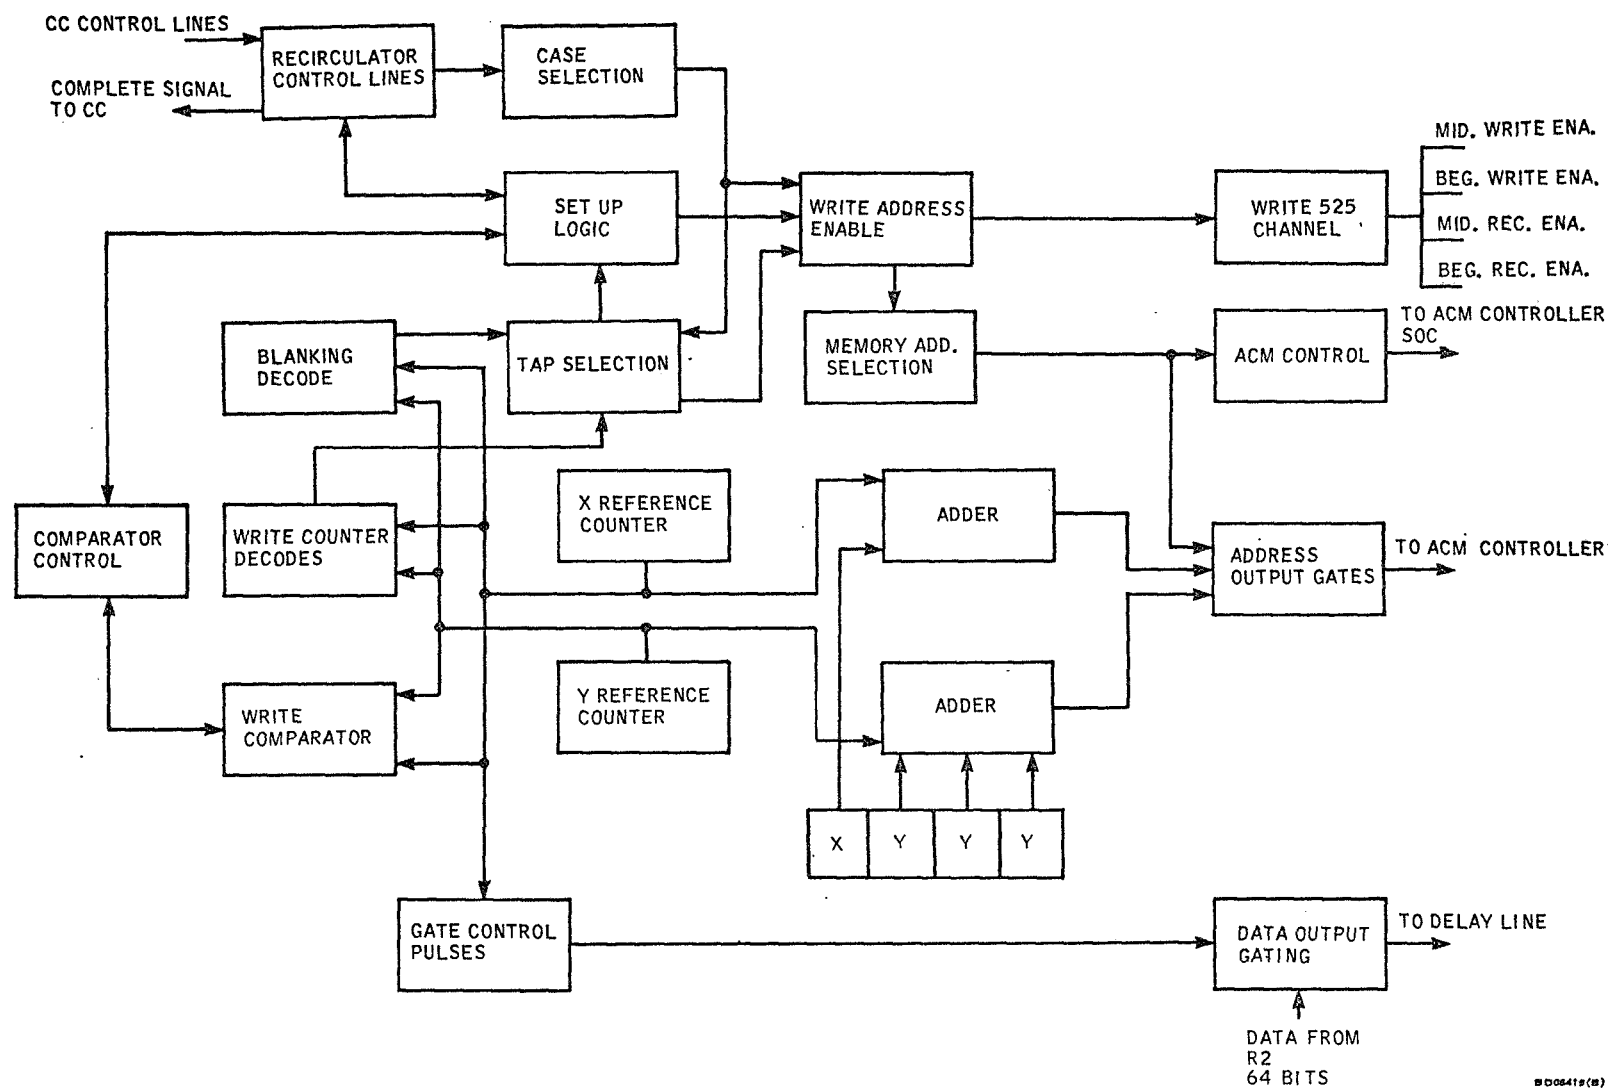 CC CONTROL LINES
COMPLETE SIGNAL
TO CC
RECIRCULATOR
CONTROL LINES
CASE
SELECTION
SET UP
LOGIC
WRITE ADDRESS
ENABLE
WRITE 525
CHANNEL
MID. WRITE ENA.
BEG. WRITE ENA.
MID. REC. ENA.
BEG. REC. ENA.
BLANKING
DECODE
TAP SELECTION
MEMORY ADD.
SELECTION
ACM CONTROL
TO ACM CONTROLLER
SOC
COMPARATOR
CONTROL
WRITE COUNTER
DECODES
X REFERENCE
COUNTER
ADDER
ADDRESS
OUTPUT GATES
TO ACM CONTROLLER
WRITE
COMPARATOR
Y REFERENCE
COUNTER
ADDER
X
Y
Y
Y
GATE CONTROL
PULSES
DATA OUTPUT
GATING
TO DELAY LINE
DATA FROM
R2
64 BITS